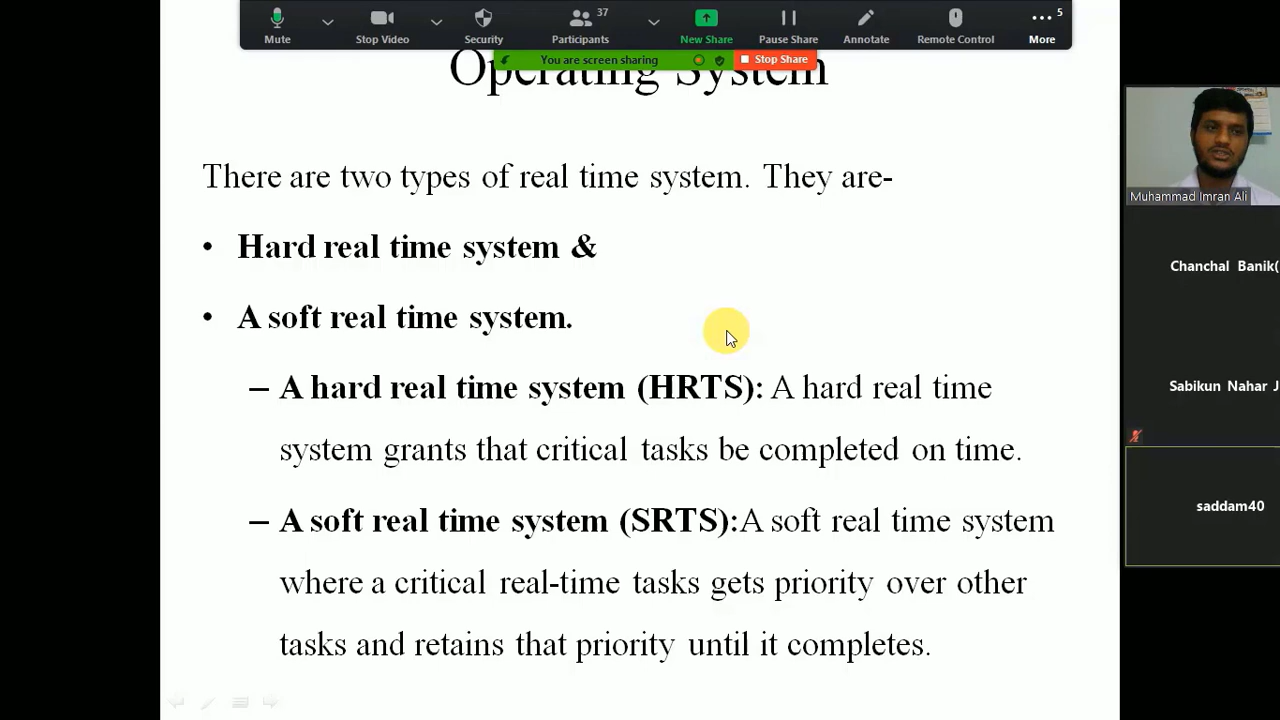 37
5
Mute
Stop Video
Security
Participants
New Share
Pause Share
Annotate
Remote Control
More
You are screen sharing
Stop Share
Operating System
There are two types of real time system. They are-
• Hard real time system &
• A soft real time system.
– A hard real time system (HRTS): A hard real time
system grants that critical tasks be completed on time.
– A soft real time system (SRTS):A soft real time system
where a critical real-time tasks gets priority over other
tasks and retains that priority until it completes.
Muhammad Imran Ali
Chanchal Banik(
Sabikun Nahar J
saddam40